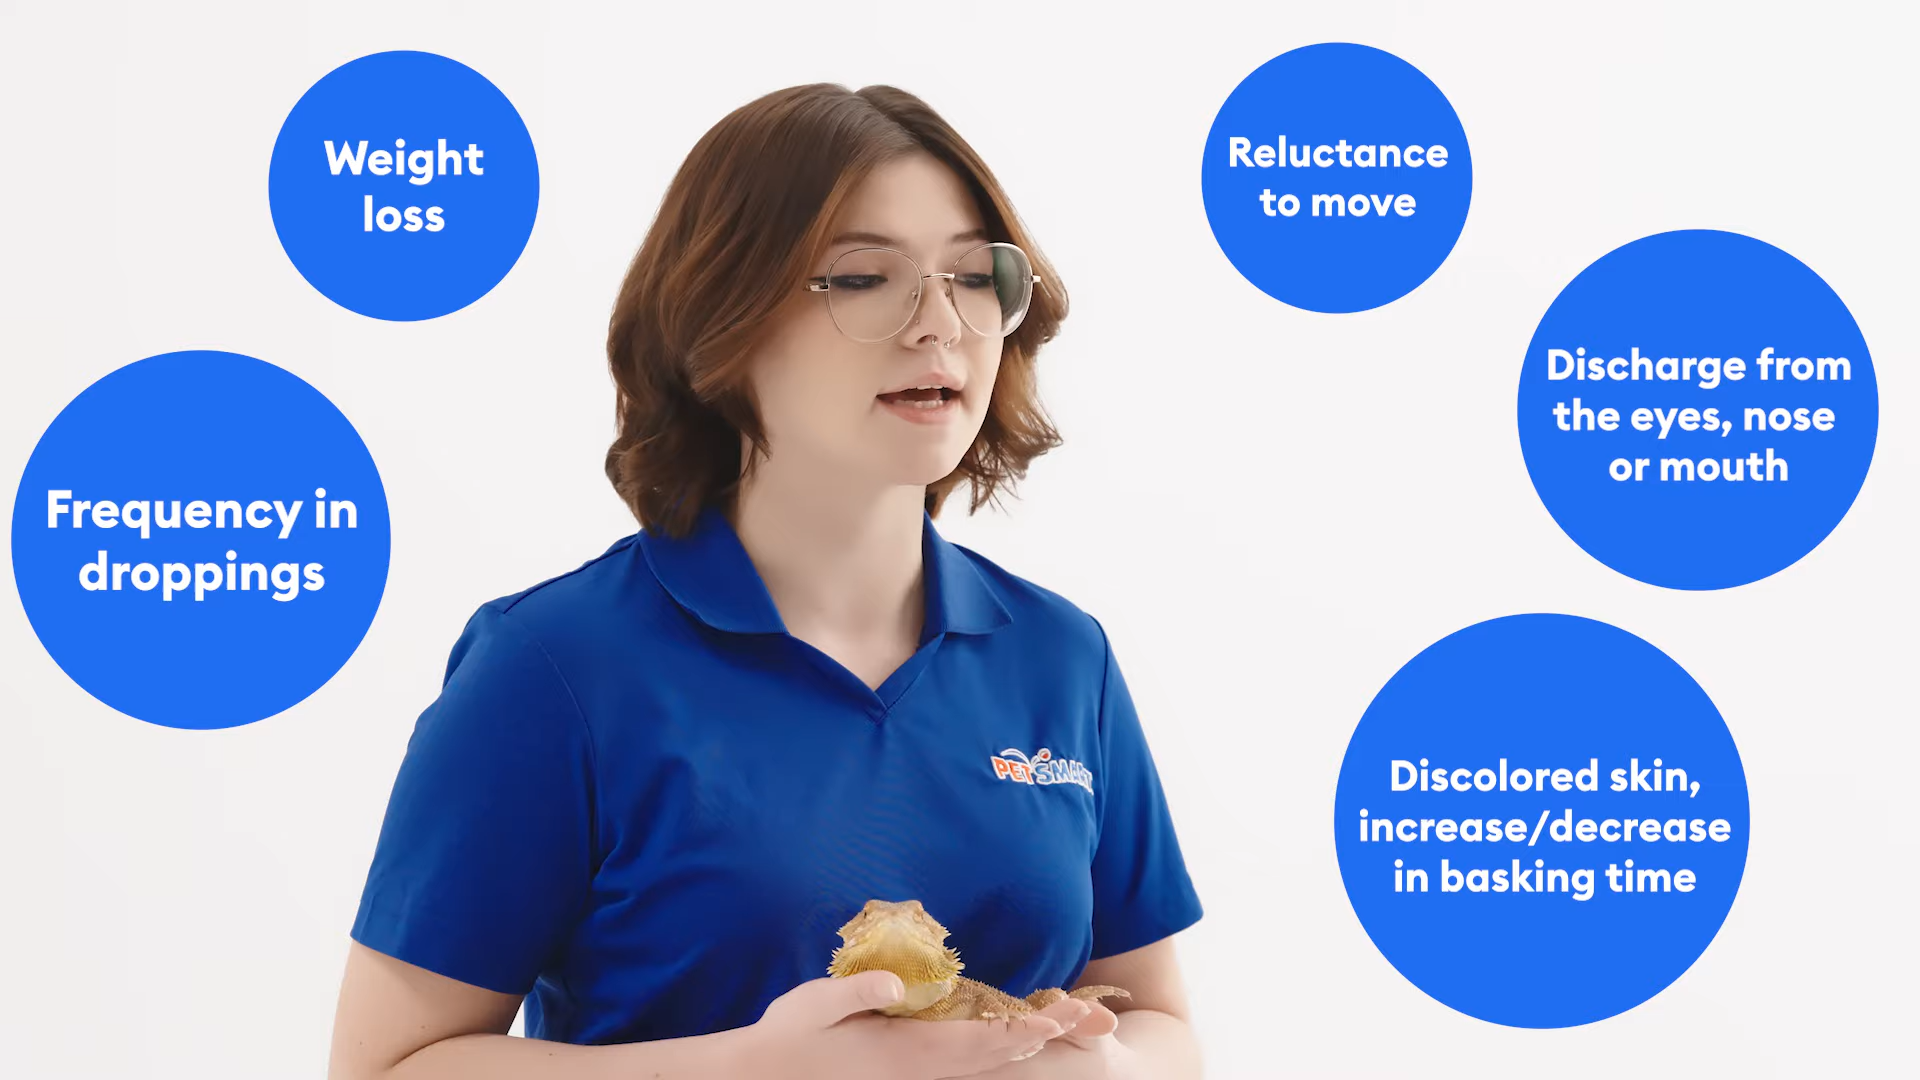 Weight
loss
Frequency in
droppings
Reluctance
to move
Discharge from
the eyes, nose
or mouth
Discolored skin,
increase/decrease
in basking time
PETSMART